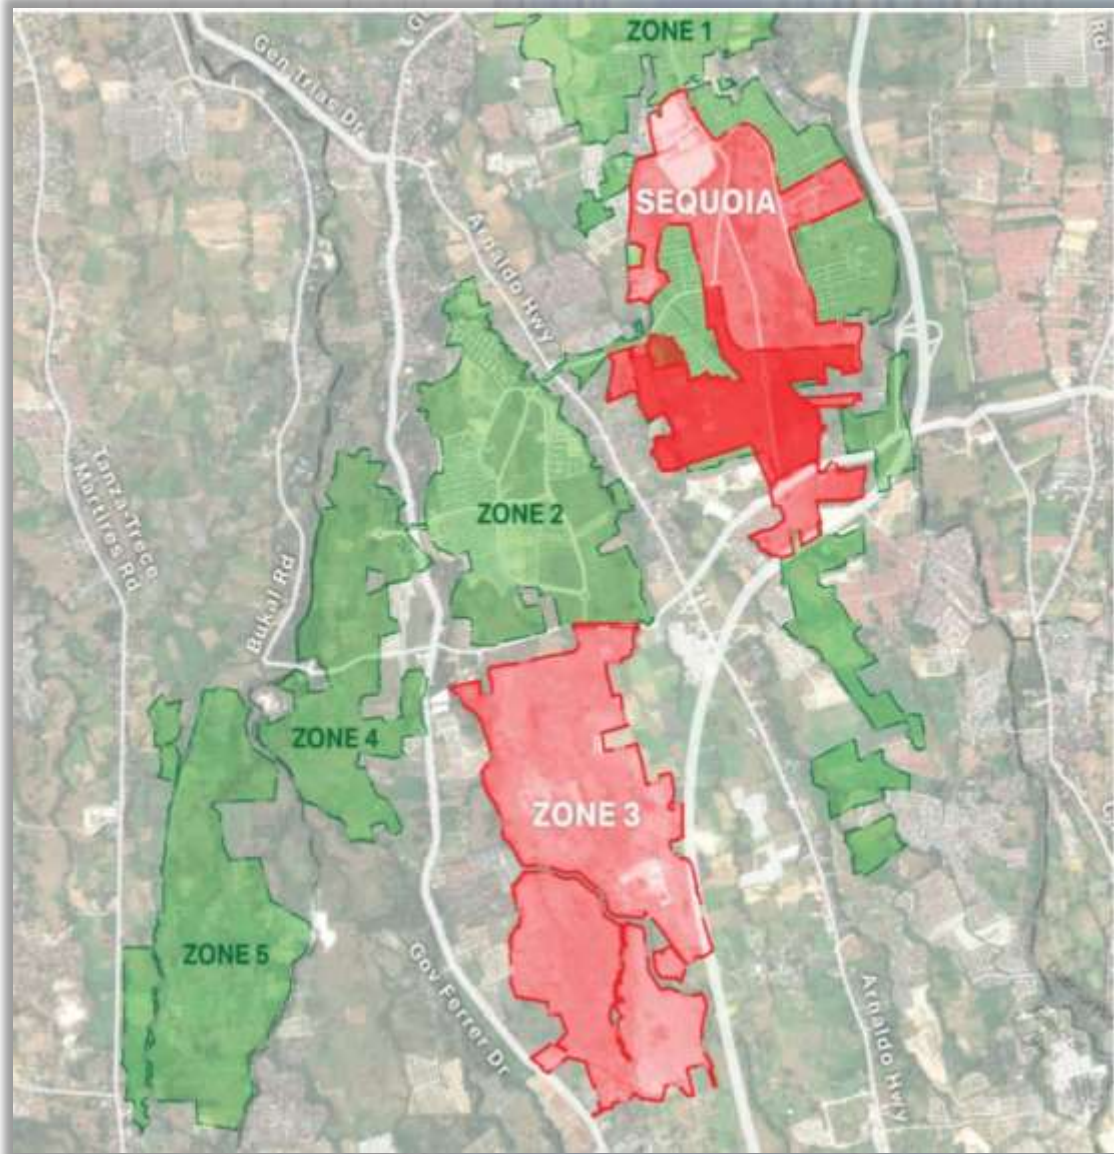 ZONE 1
Gen Trias Dr
Rd
SEQUOIA
Arnaldo Hwy
ZONE 2
Tanza-Trece
Martires Rd
Bukal Rd
ZONE 4
ZONE 3
ZONE 5
Gov. Ferrer Dr
Arnaldo Hwy